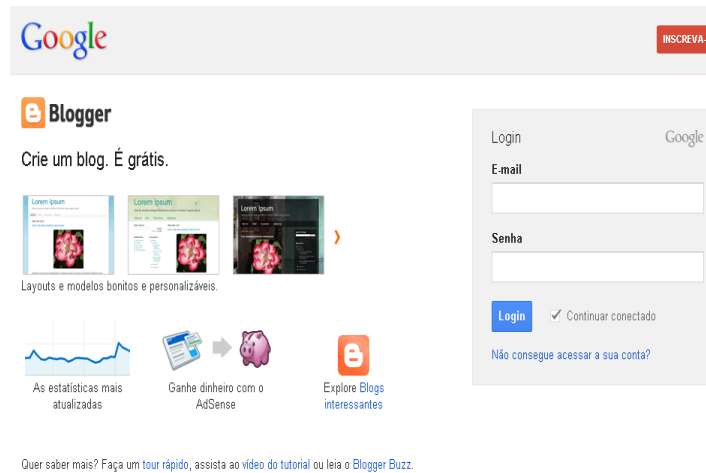 Google
INSCREVA-
Blogger
Crie um blog. É grátis.
Lorem Ipsum
Lorem Ipsum
Lorem Ipsum
Layouts e modelos bonitos e personalizáveis.
As estatísticas mais
atualizadas
Ganhe dinheiro com o
AdSense
Explore Blogs
interessantes
Login
Google
E-mail
Senha
Login
Continuar conectado
Não consegue acessar a sua conta?
Quer saber mais? Faça um tour rápido, assista ao vídeo do tutorial ou leia o Blogger Buzz.